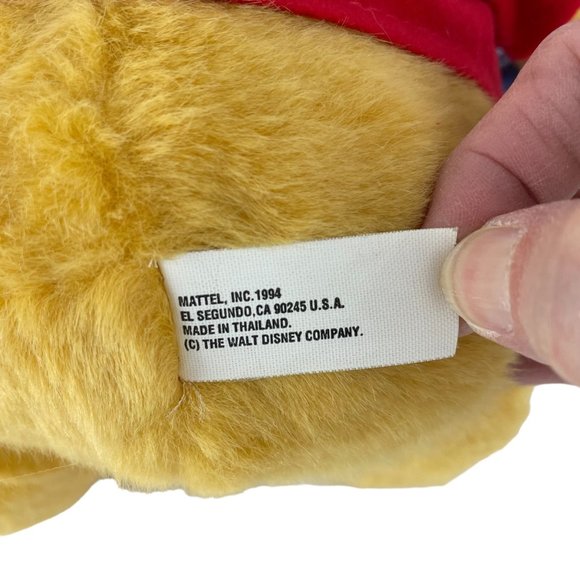 MATTEL, INC.1994
EL SEGUNDO,CA 90245 U.S.A.
MADE IN THAILAND.
(C) THE WALT DISNEY COMPANY.